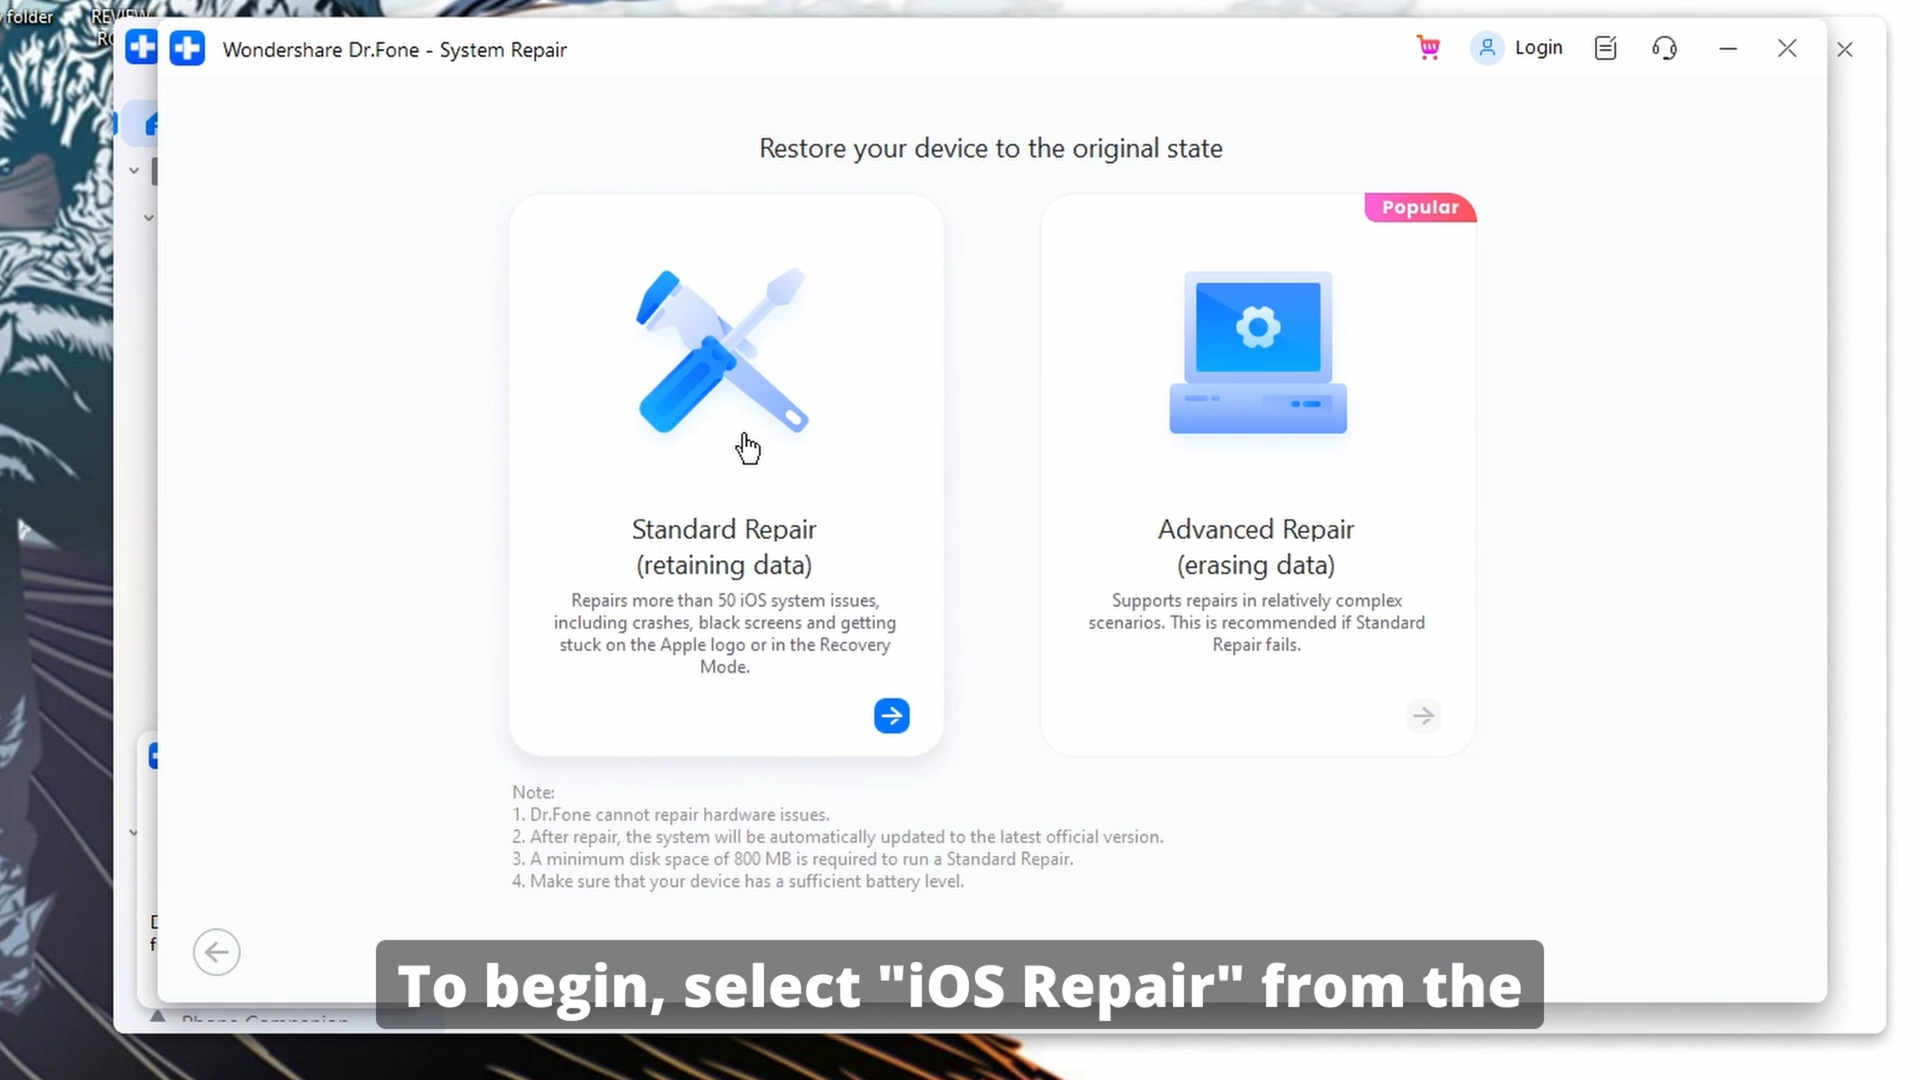 folder
REVIEW
Wondershare Dr.Fone - System Repair
Login
Restore your device to the original state
Popular
Standard Repair
(retaining data)
Repairs more than 50 iOS system issues,
including crashes, black screens and getting
stuck on the Apple logo or in the Recovery
Mode.
Advanced Repair
(erasing data)
Supports repairs in relatively complex
scenarios. This is recommended if Standard
Repair fails.
Note:
1. Dr.Fone cannot repair hardware issues.
2. After repair, the system will be automatically updated to the latest official version.
3. A minimum disk space of 800 MB is required to run a Standard Repair.
4. Make sure that your device has a sufficient battery level.
To begin, select "iOS Repair" from the
Phone Companion